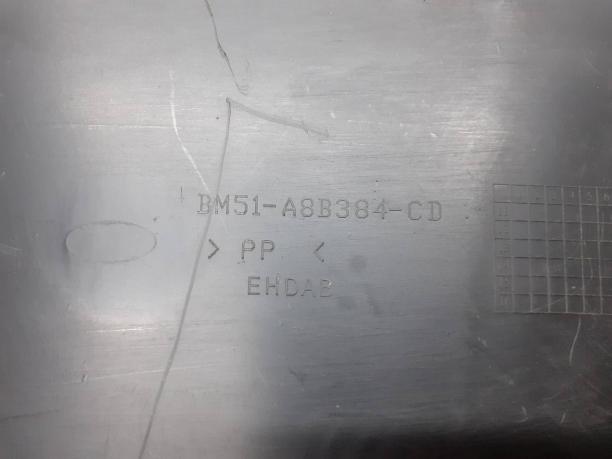 BM51-A8B384-CD
> PP <
EHDAB